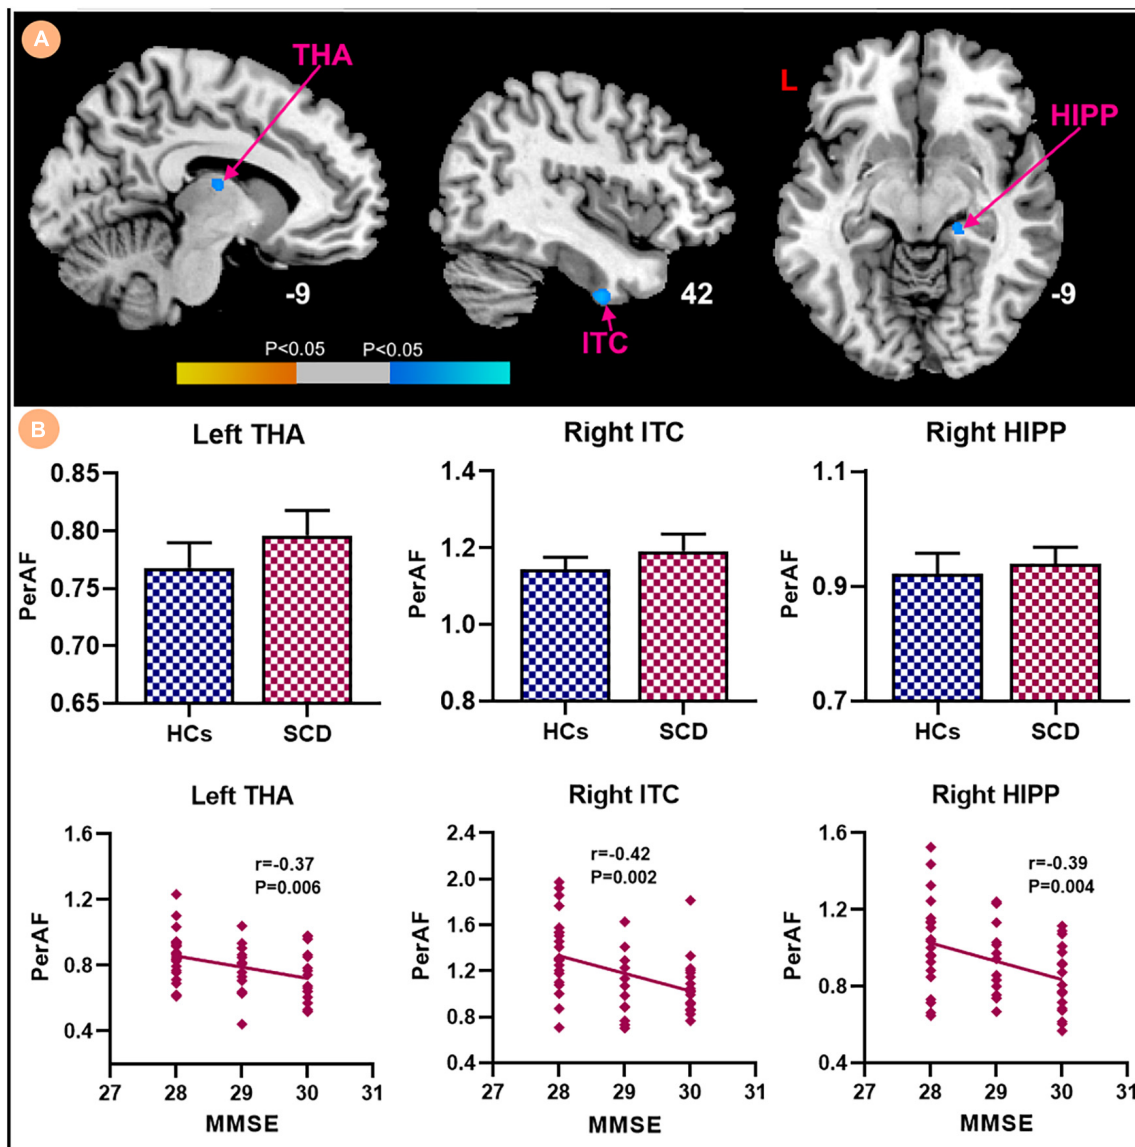 A
THA
L
HIPP
-9
42
-9
ITC
P<0.05 P<0.05
B
Left THA
Right ITC
Right HIPP
0.85
0.80
0.75
0.70
0.65
PerAF
HCs SCD
1.4
1.2
1.0
0.8
PerAF
HCs SCD
1.1
0.9
0.7
PerAF
HCs SCD
Left THA
r=-0.37
P=0.006
1.6
1.2
0.8
0.4
PerAF
27 28 29 30 31
MMSE
Right ITC
r=-0.42
P=0.002
2.4
2.0
1.6
1.2
0.8
0.4
PerAF
27 28 29 30 31
MMSE
Right HIPP
r=-0.39
P=0.004
1.6
1.2
0.8
0.4
PerAF
27 28 29 30 31
MMSE